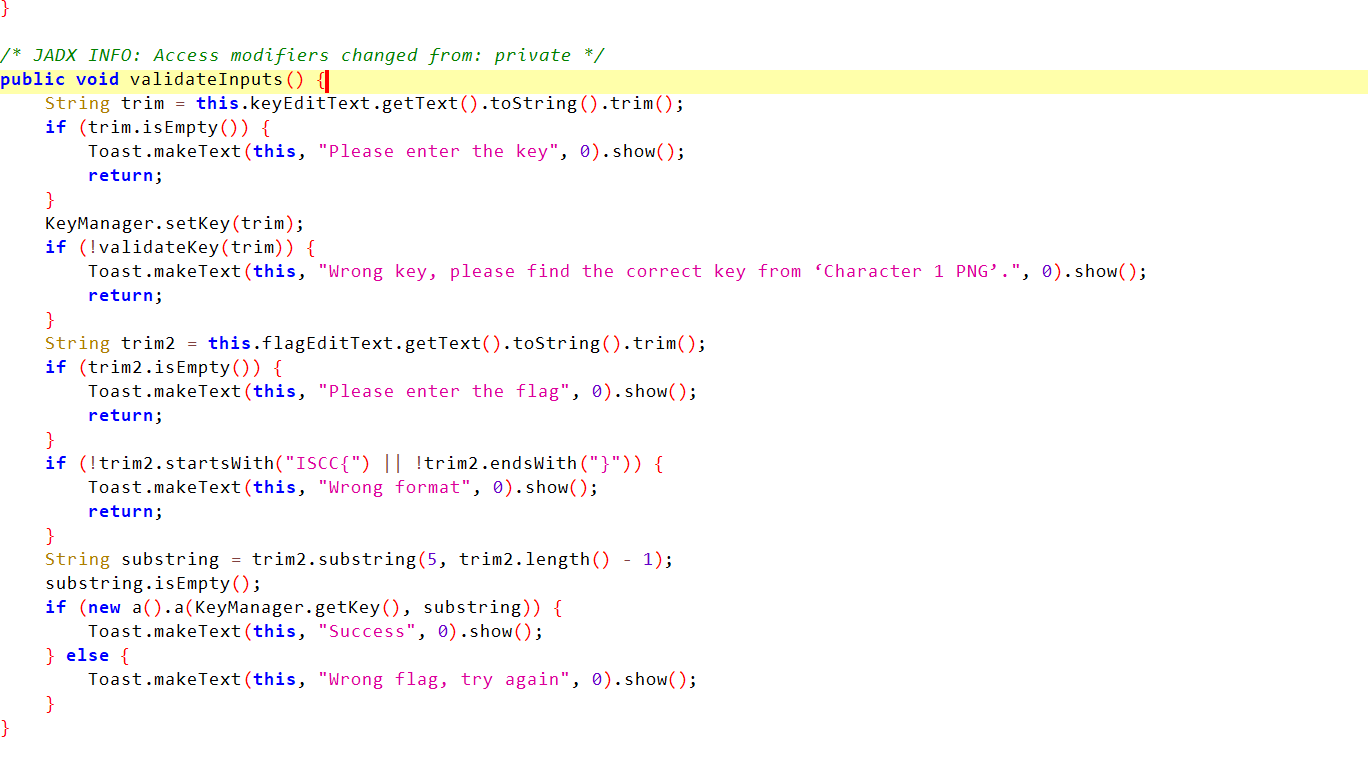 }
/* JADX INFO: Access modifiers changed from: private */
public void validateInputs() {
    String trim = this.keyEditText.getText().toString().trim();
    if (trim.isEmpty()) {
        Toast.makeText(this, "Please enter the key", 0).show();
        return;
    }
    KeyManager.setKey(trim);
    if (!validateKey(trim)) {
        Toast.makeText(this, "Wrong key, please find the correct key from ‘Character 1 PNG’.", 0).show();
        return;
    }
    String trim2 = this.flagEditText.getText().toString().trim();
    if (trim2.isEmpty()) {
        Toast.makeText(this, "Please enter the flag", 0).show();
        return;
    }
    if (!trim2.startsWith("ISCC{") || !trim2.endsWith("}")) {
        Toast.makeText(this, "Wrong format", 0).show();
        return;
    }
    String substring = trim2.substring(5, trim2.length() - 1);
    substring.isEmpty();
    if (new a().a(KeyManager.getKey(), substring)) {
        Toast.makeText(this, "Success", 0).show();
    } else {
        Toast.makeText(this, "Wrong flag, try again", 0).show();
    }
}